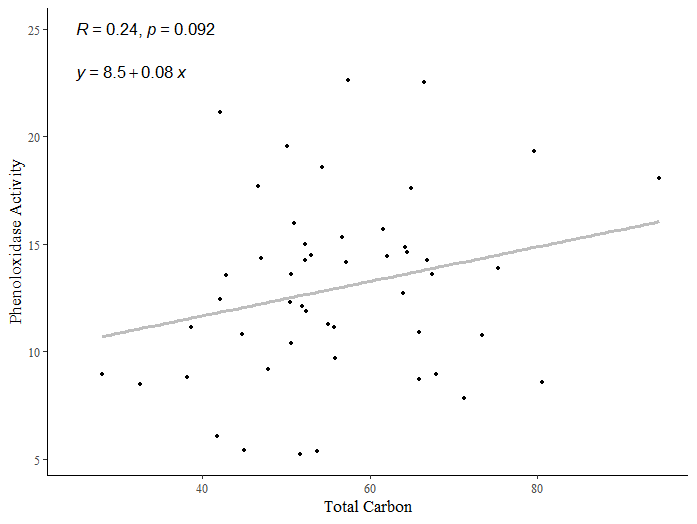 R = 0.24, p = 0.092
y = 8.5 + 0.08 x
25
20
15
10
5
Phenoloxidase Activity
40 60 80
Total Carbon